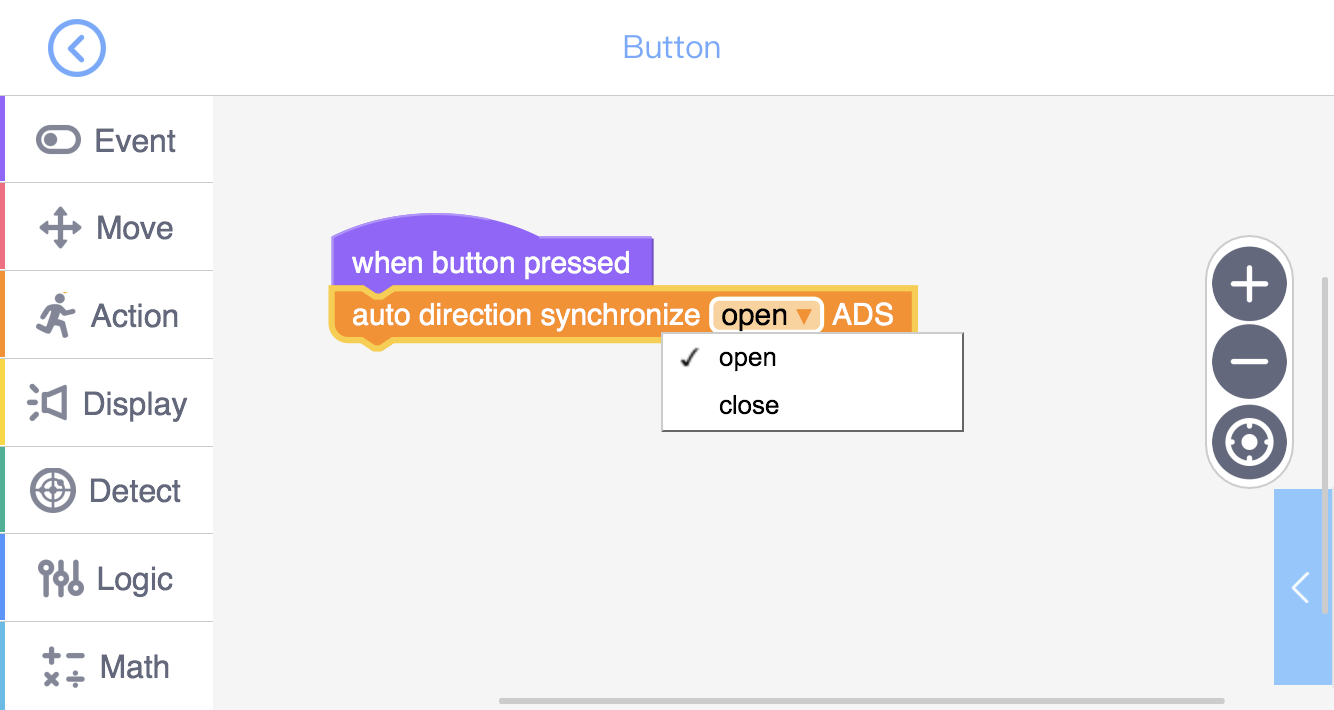 Button
Event
Move
Action
Display
Detect
Logic
Math
when button pressed
auto direction synchronize open ▼ ADS
✓ open
close